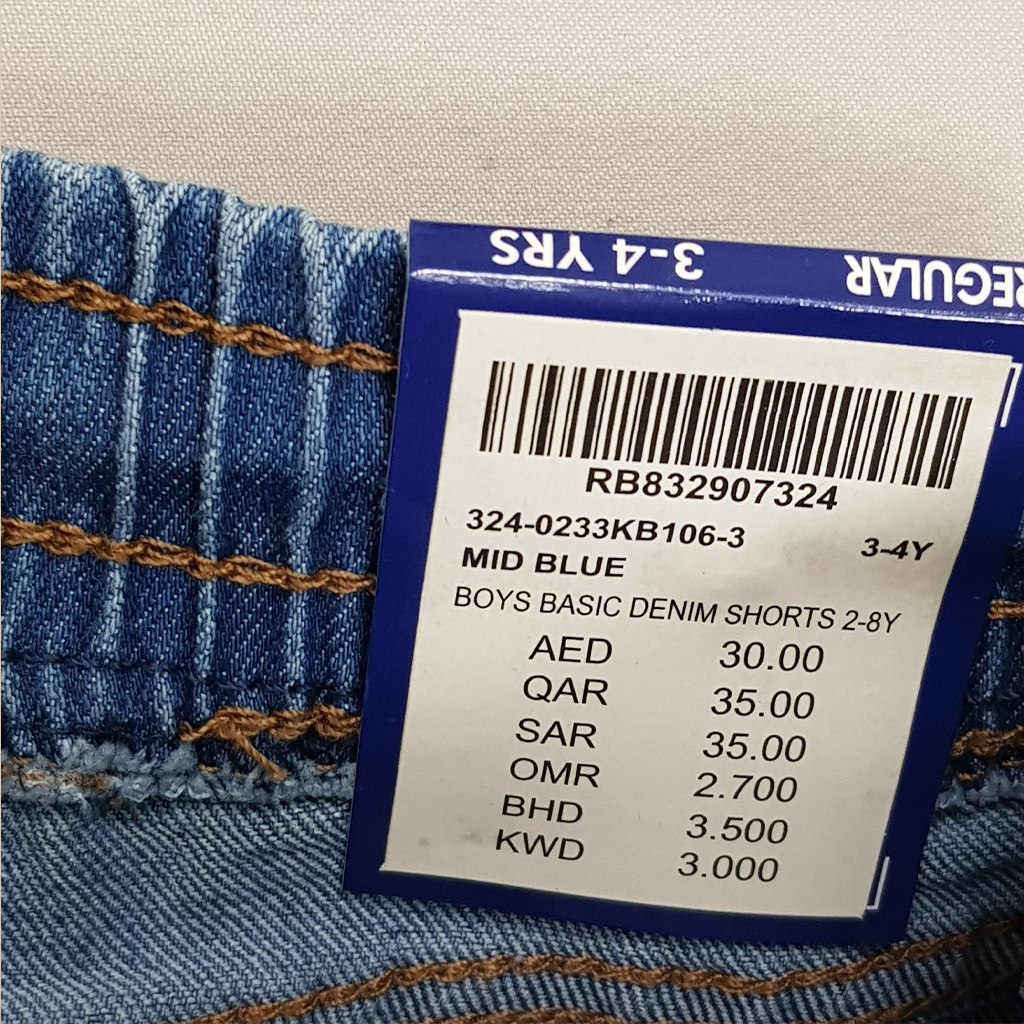 3-4 YRS
REGULAR
RB832907324
324-0233KB106-3 3-4Y
MID BLUE
BOYS BASIC DENIM SHORTS 2-8Y
AED 30.00
QAR 35.00
SAR 35.00
OMR 2.700
BHD 3.500
KWD 3.000